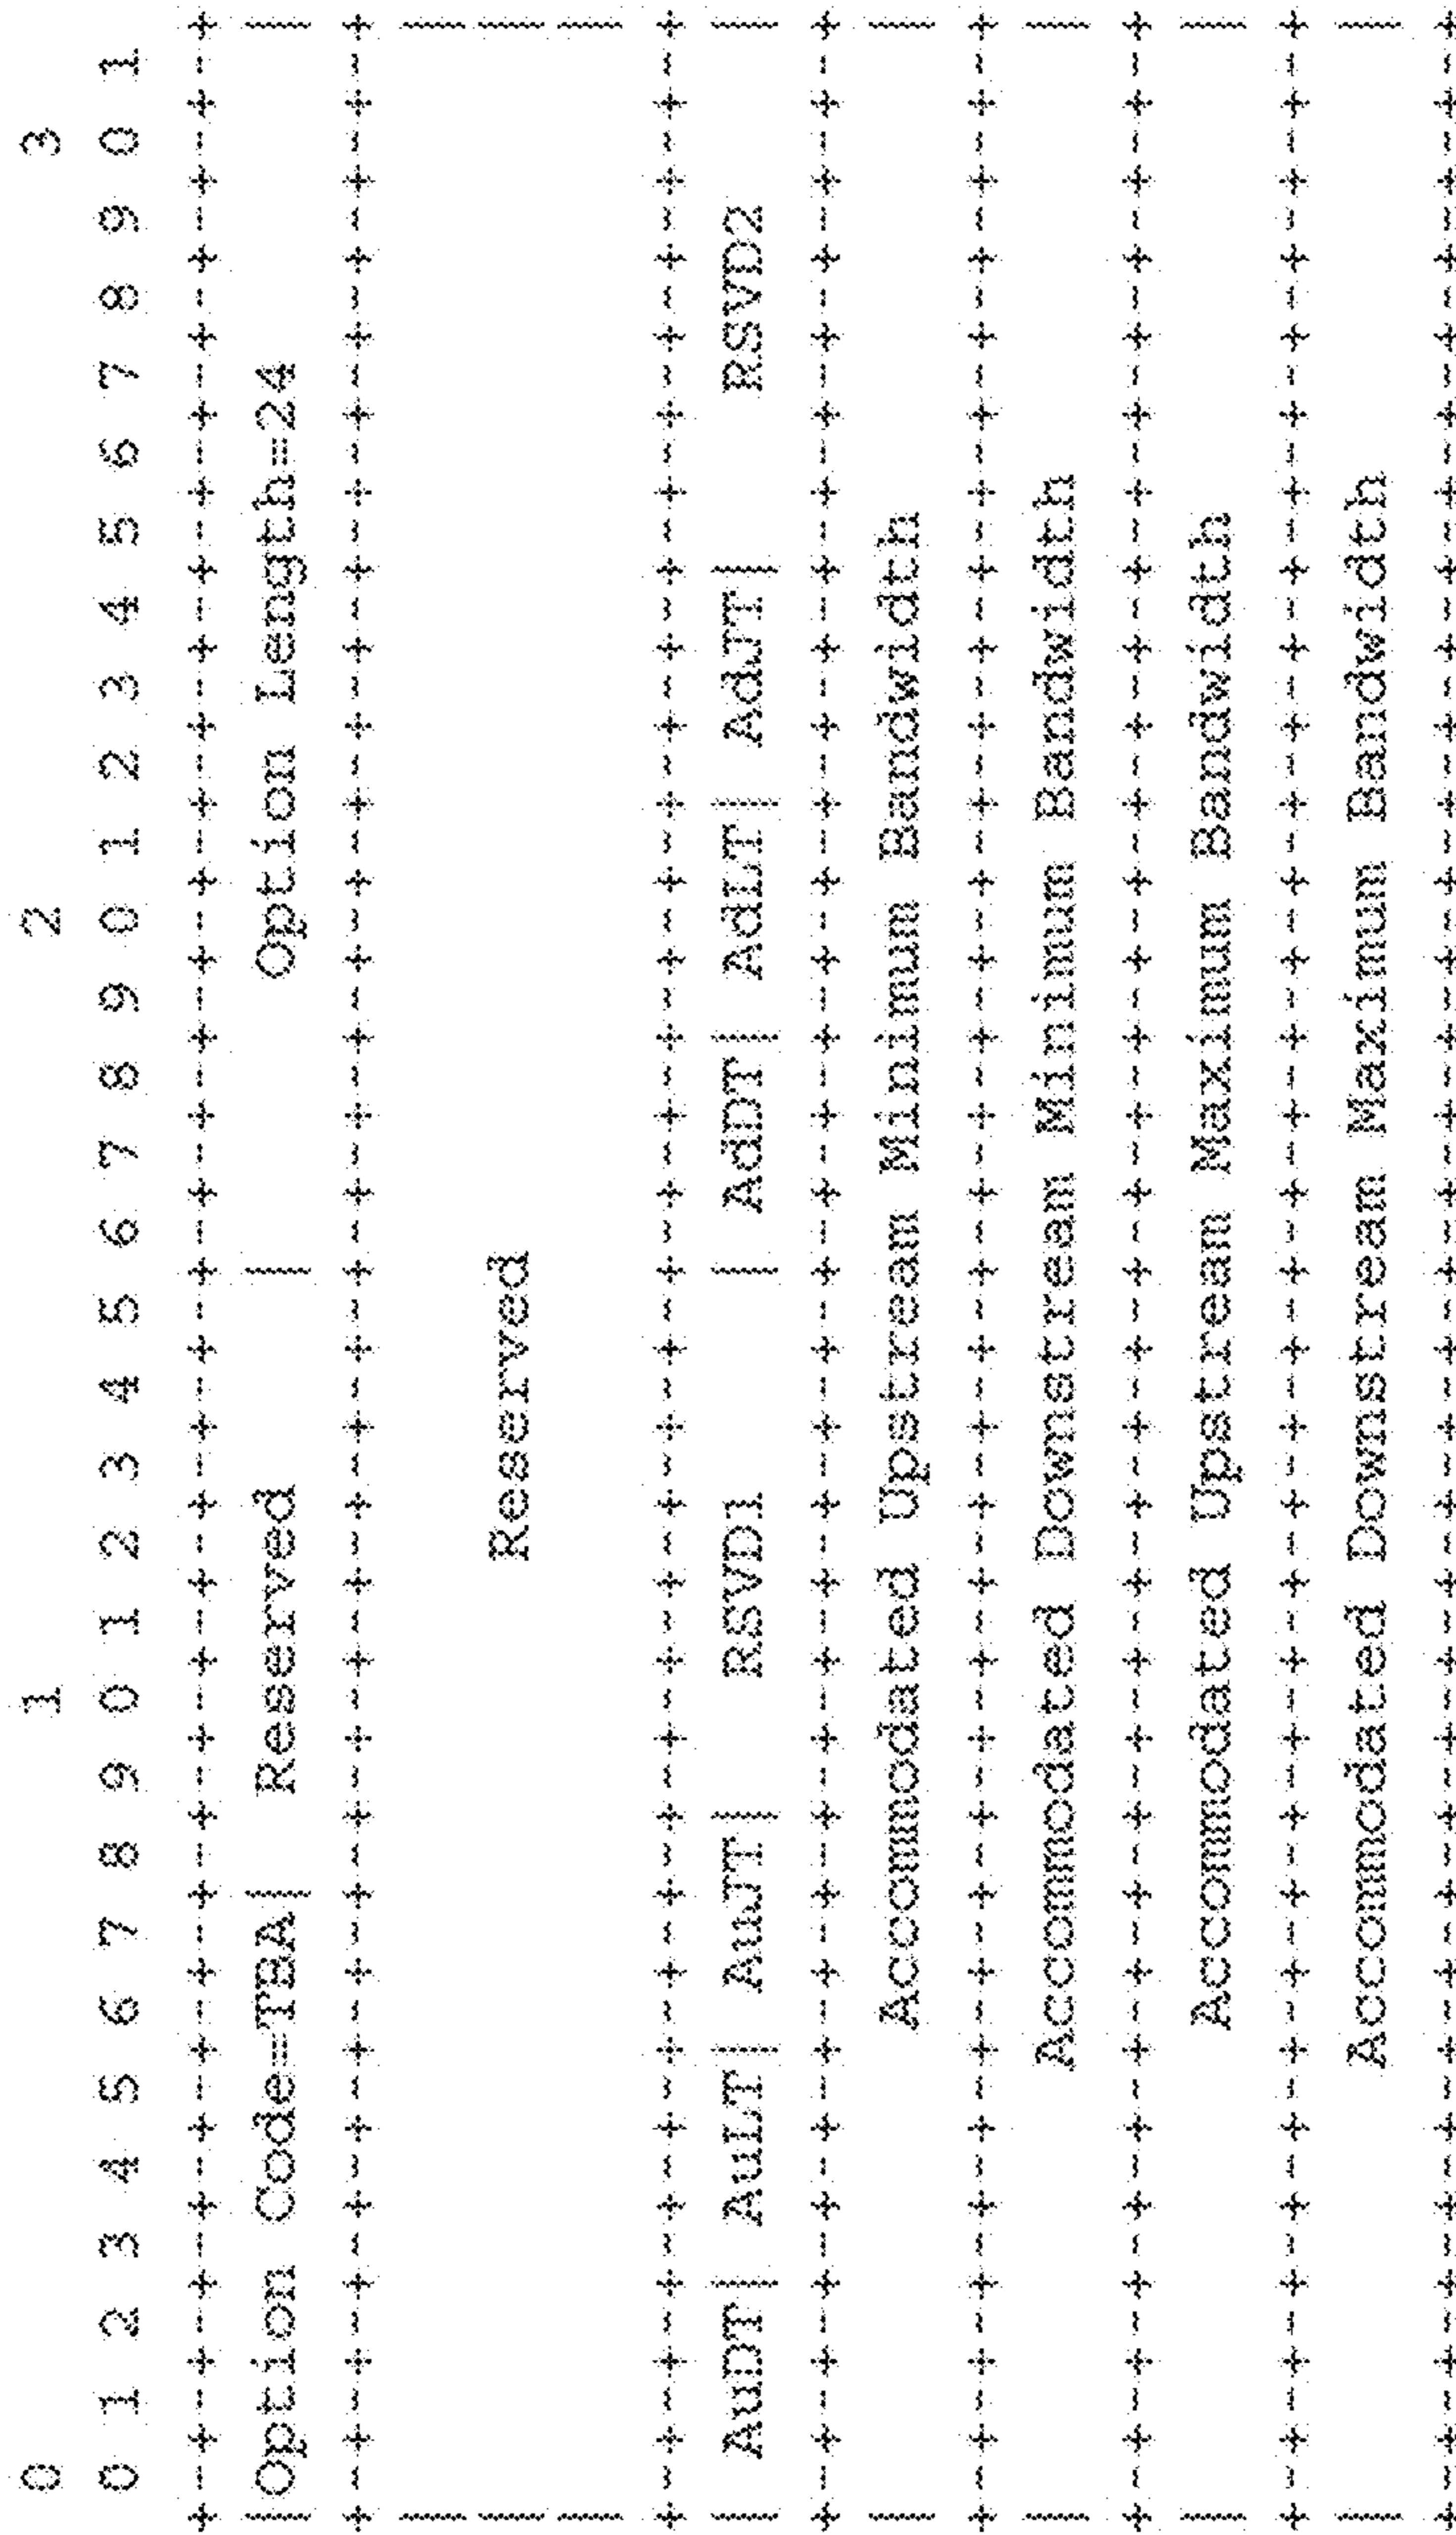 0                   1                   2                   3
0 1 2 3 4 5 6 7 8 9 0 1 2 3 4 5 6 7 8 9 0 1 2 3 4 5 6 7 8 9 0 1
+-+-+-+-+-+-+-+-+-+-+-+-+-+-+-+-+-+-+-+-+-+-+-+-+-+-+-+-+-+-+-+-+
|Option Code=TBA|  Reserved     |       Option Length=24        |
+-+-+-+-+-+-+-+-+-+-+-+-+-+-+-+-+-+-+-+-+-+-+-+-+-+-+-+-+-+-+-+-+
|                                                               |
|                        Reserved                               |
|                                                               |
+-+-+-+-+-+-+-+-+-+-+-+-+-+-+-+-+-+-+-+-+-+-+-+-+-+-+-+-+-+-+-+-+
| AuDT| AuLT| AuJT|   RSVD1     | AdDT| AdLT| AdJT|    RSVD2    |
+-+-+-+-+-+-+-+-+-+-+-+-+-+-+-+-+-+-+-+-+-+-+-+-+-+-+-+-+-+-+-+-+
|            Accommodated Upstream Minimum Bandwidth            |
+-+-+-+-+-+-+-+-+-+-+-+-+-+-+-+-+-+-+-+-+-+-+-+-+-+-+-+-+-+-+-+-+
|           Accommodated Downstream Minimum Bandwidth           |
+-+-+-+-+-+-+-+-+-+-+-+-+-+-+-+-+-+-+-+-+-+-+-+-+-+-+-+-+-+-+-+-+
|            Accommodated Upstream Maximum Bandwidth            |
+-+-+-+-+-+-+-+-+-+-+-+-+-+-+-+-+-+-+-+-+-+-+-+-+-+-+-+-+-+-+-+-+
|           Accommodated Downstream Maximum Bandwidth           |
+-+-+-+-+-+-+-+-+-+-+-+-+-+-+-+-+-+-+-+-+-+-+-+-+-+-+-+-+-+-+-+-+